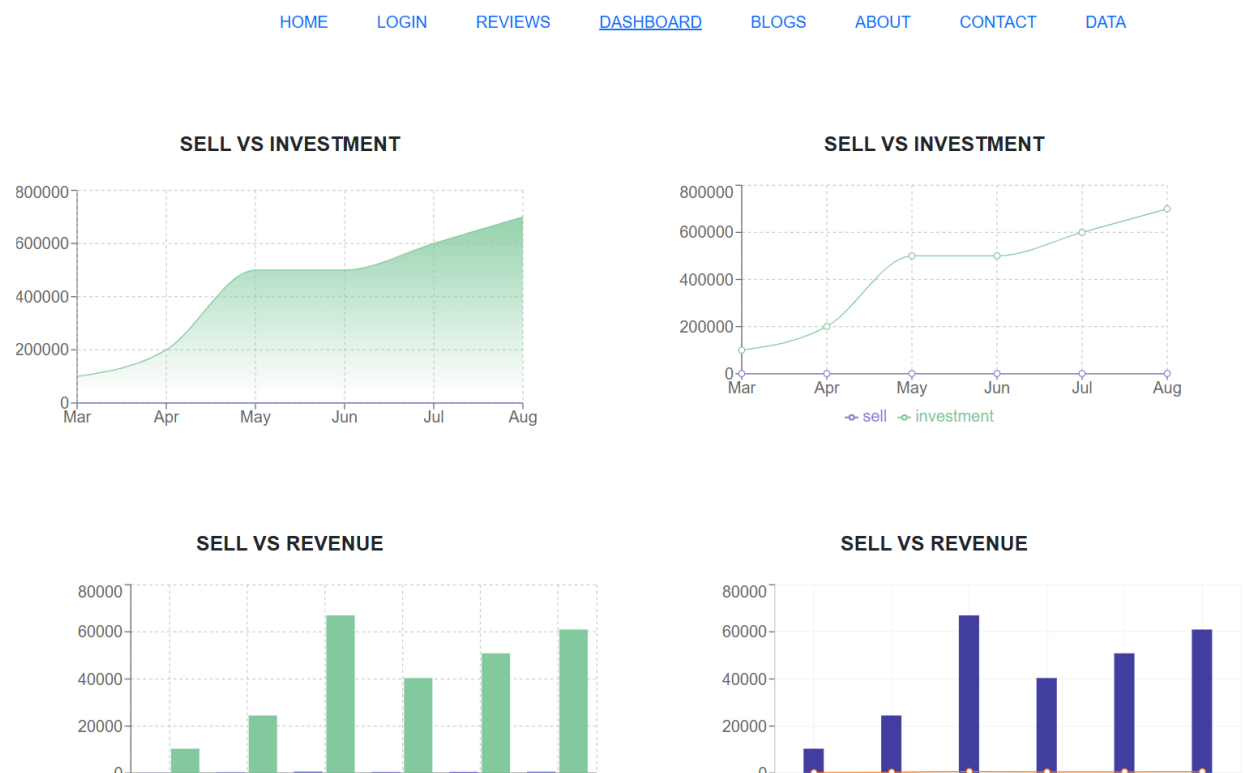 HOME LOGIN REVIEWS DASHBOARD BLOGS ABOUT CONTACT DATA
SELL VS INVESTMENT
800000
600000
400000
200000
0
Mar Apr May Jun Jul Aug
SELL VS INVESTMENT
800000
600000
400000
200000
0
Mar Apr May Jun Jul Aug
sell investment
SELL VS REVENUE
80000
60000
40000
20000
0
SELL VS REVENUE
80000
60000
40000
20000
0